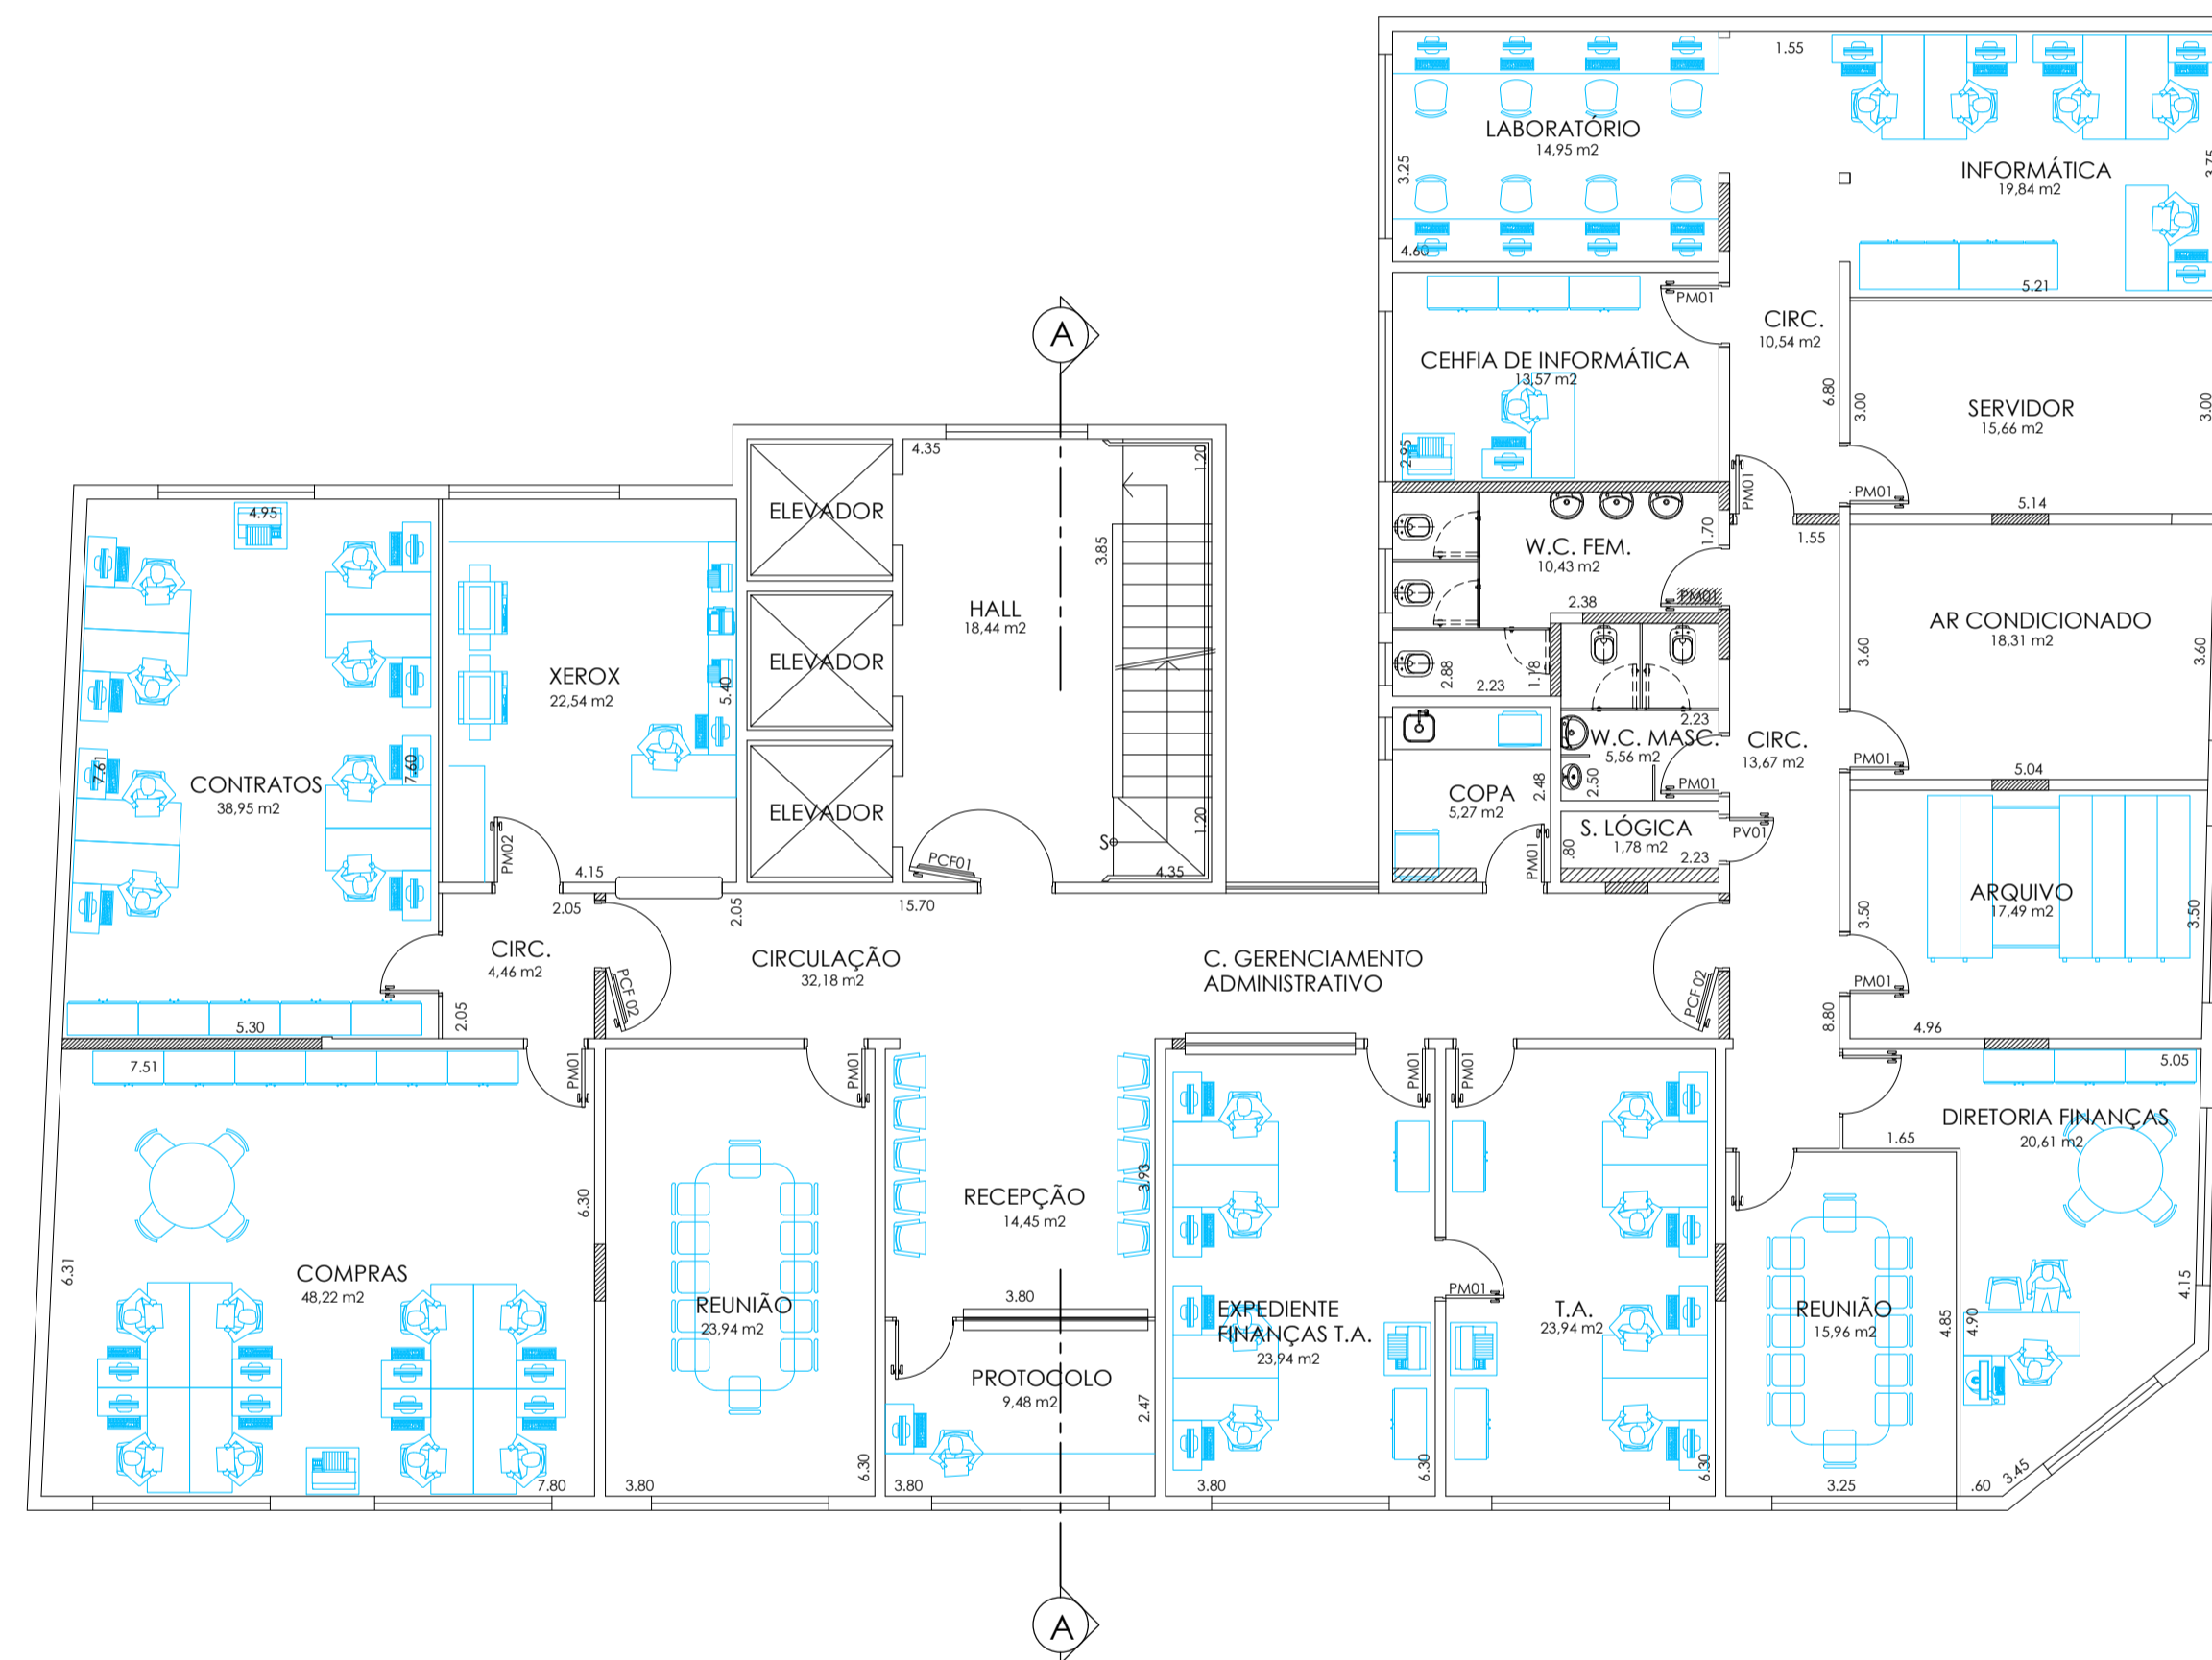 1.55
LABORATÓRIO
14,95 m2
3.25
4.60
INFORMÁTICA
19,84 m2
5.21
PM01
CEHFIA DE INFORMÁTICA
13,57 m2
2.95
CIRC.
10,54 m2
6.80
3.00
SERVIDOR
15,66 m2
3.00
PM01
PM01
5.14
1.55
A
4.35
1.20
ELEVADOR
ELEVADOR
ELEVADOR
HALL
18,44 m2
3.85
1.20
S
4.35
PCF01
4.95
CONTRATOS
38,95 m2
7.61
7.60
5.30
XEROX
22,54 m2
5.40
PM02
4.15
W.C. FEM.
10,43 m2
1.70
PM01
2.38
2.88
2.23
1.18
2.23
W.C. MASC.
5,56 m2
2.50
PM01
COPA
5,27 m2
2.48
PM01
S. LÓGICA
1,78 m2
.80
2.23
PV01
CIRC.
13,67 m2
8.80
AR CONDICIONADO
18,31 m2
3.60
3.60
PM01
5.04
ARQUIVO
17,49 m2
3.50
3.50
PM01
4.96
2.05
2.05
15.70
CIRC.
4,46 m2
2.05
PCF 02
CIRCULAÇÃO
32,18 m2
C. GERENCIAMENTO
ADMINISTRATIVO
PCF 02
7.51
PM01
COMPRAS
48,22 m2
6.31
6.30
7.80
PM01
REUNIÃO
23,94 m2
3.80
6.30
RECEPÇÃO
14,45 m2
3.93
3.80
PROTOCOLO
9,48 m2
2.47
3.80
PM01
EXPEDIENTE
FINANÇAS T.A.
23,94 m2
3.80
6.30
PM01
PM01
T.A.
23,94 m2
6.30
5.05
DIRETORIA FINANÇAS
20,61 m2
1.65
4.15
4.90
3.45
.60
REUNIÃO
15,96 m2
4.85
3.25
A